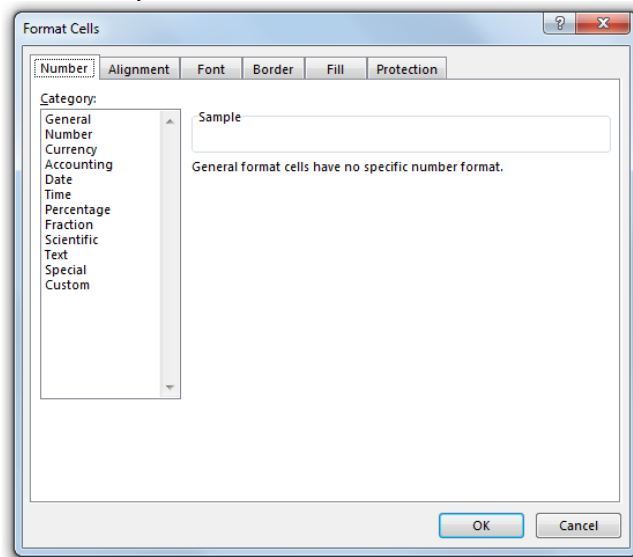 Format Cells
?
X
Number Alignment Font Border Fill Protection
Category:
General
Number
Currency
Accounting
Date
Time
Percentage
Fraction
Scientific
Text
Special
Custom
Sample
General format cells have no specific number format.
OK Cancel